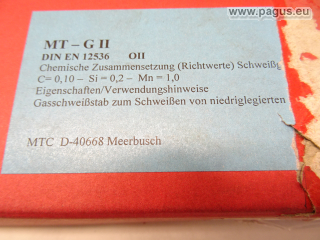 www.pagus.eu
MT – G II
DIN EN 12536 OII
Chemische Zusammensetzung (Richtwerte) Schweiß
C= 0,10 – Si = 0,2 – Mn = 1,0
Eigenschaften/Verwendungshinweise
Gasschweißstab zum Schweißen von niedriglegierten
MTC D-40668 Meerbusch